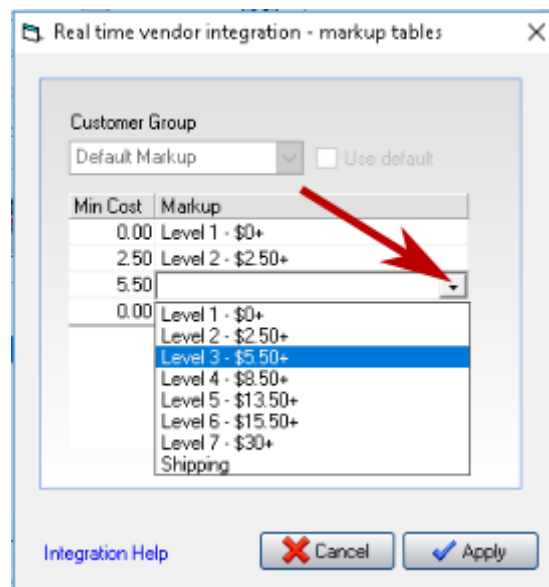 Real time vendor integration - markup tables
Customer Group
Default Markup Use default
Min Cost Markup
0.00 Level 1 - $0+
2.50 Level 2 - $2.50+
5.50
0.00 Level 1 - $0+
Level 2 - $2.50+
Level 3 - $5.50+
Level 4 - $8.50+
Level 5 - $13.50+
Level 6 - $15.50+
Level 7 - $30+
Shipping
Integration Help Cancel Apply